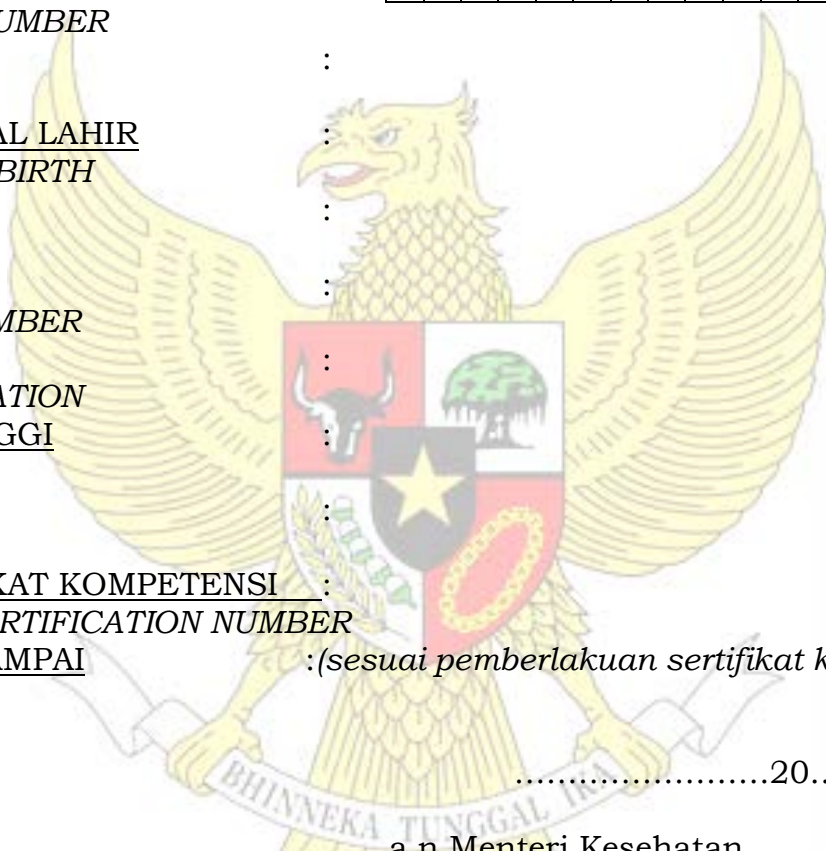 UMBER
:
AL LAHIR :
BIRTH
:
:
MBER
:
ATION
GGI :
:
KAT KOMPETENSI :
RTIFICATION NUMBER
AMPAI :(sesuai pemberlakuan sertifikat k
........................20..
BHINNEKA TUNGGAL IKA
a.n Menteri Kesehatan